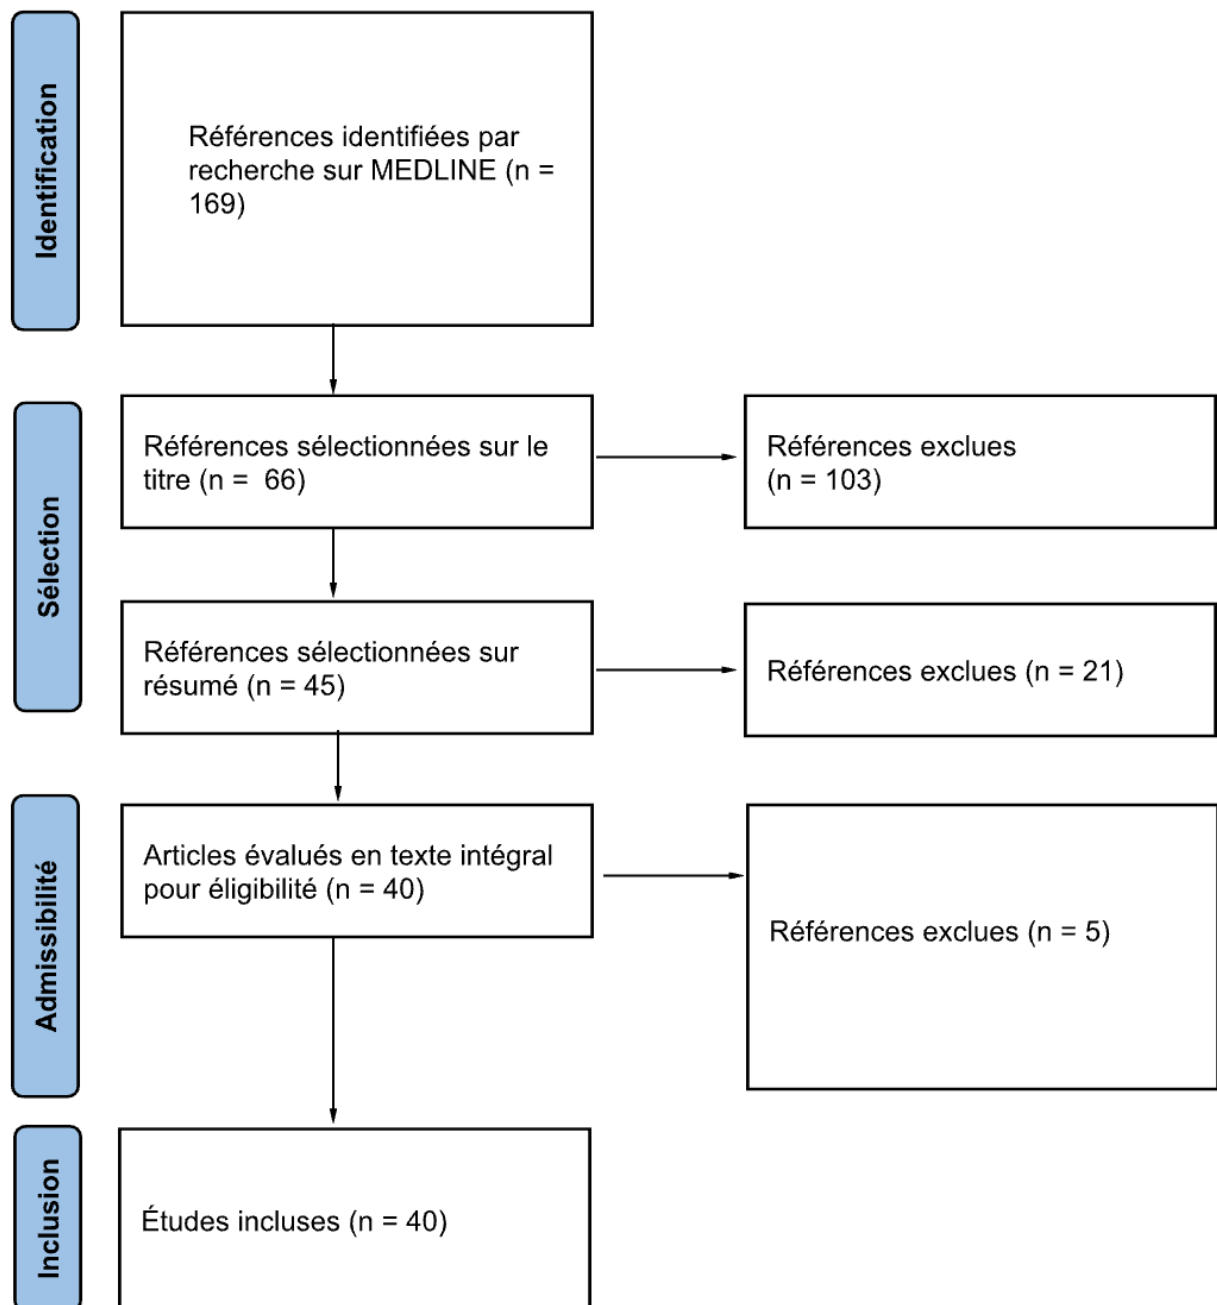 Identification
Références identifiées par
recherche sur MEDLINE (n =
169)
Sélection
Références sélectionnées sur le
titre (n =  66)
Références exclues
(n = 103)
Références sélectionnées sur
résumé (n = 45)
Références exclues (n = 21)
Admissibilité
Articles évalués en texte intégral
pour éligibilité (n = 40)
Références exclues (n = 5)
Inclusion
Études incluses (n = 40)